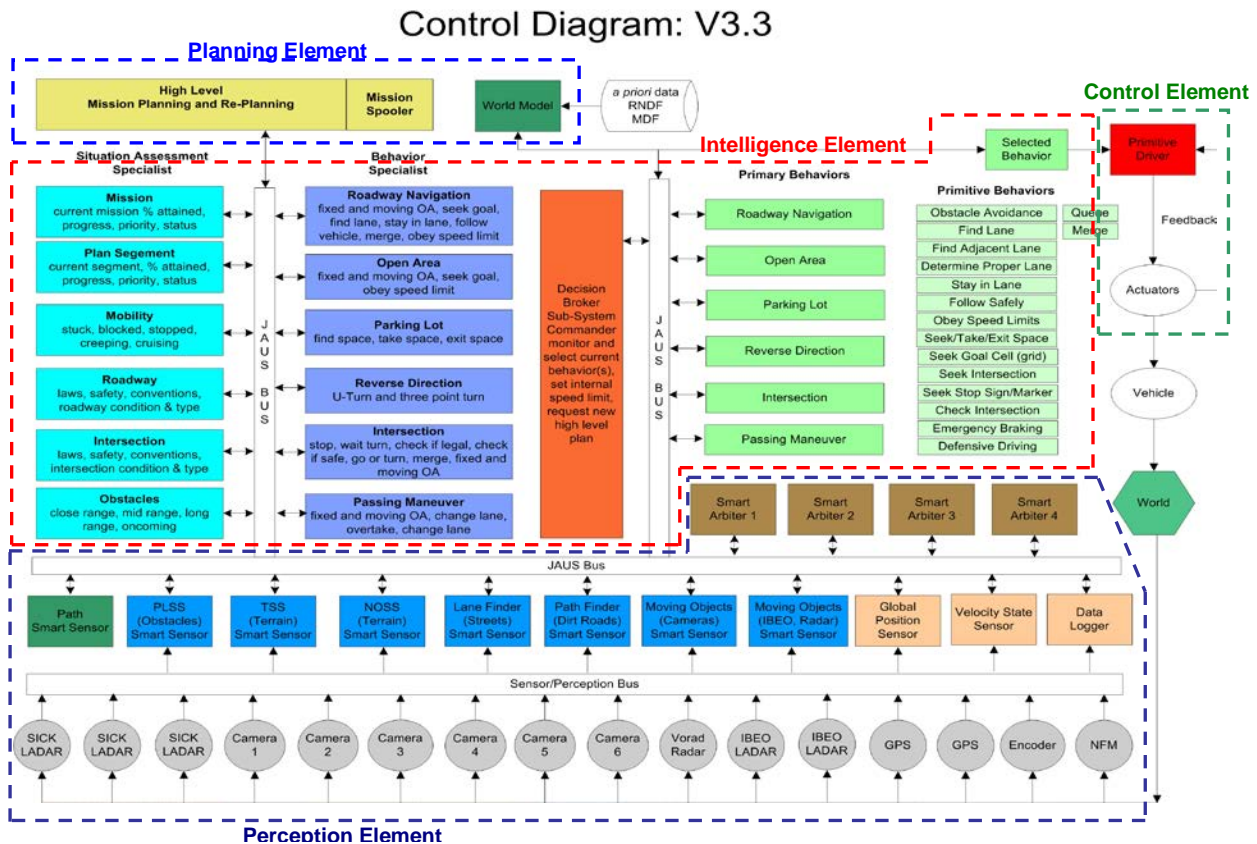 Control Diagram: V3.3
Planning Element
High Level
Mission Planning and Re-Planning
Mission
Spooler
World Model
a priori data
RNDF
MDF
Control Element
Intelligence Element
Selected
Behavior
Primitive
Driver
Feedback
Actuators
Vehicle
World
Situation Assessment
Specialist
Mission
current mission % attained,
progress, priority, status
Plan Segement
current segment, % attained,
progress, priority, status
Mobility
stuck, blocked, stopped,
creeping, cruising
Roadway
laws, safety, conventions,
roadway condition & type
Intersection
laws, safety, conventions,
intersection condition & type
Obstacles
close range, mid range, long
range, oncoming
JAUS BUS
Behavior
Specialist
Roadway Navigation
fixed and moving OA, seek goal,
find lane, stay in lane, follow
vehicle, merge, obey speed limit
Open Area
fixed and moving OA, seek goal,
obey speed limit
Parking Lot
find space, take space, exit space
Reverse Direction
U-Turn and three point turn
Intersection
stop, wait turn, check if legal, check
if safe, go or turn, merge, fixed and
moving OA
Passing Maneuver
fixed and moving OA, change lane,
overtake, change lane
Decision
Broker
Sub-System
Commander
monitor and
select current
behavior(s),
set internal
speed limit,
request new
high level
plan
JAUS BUS
Primary Behaviors
Roadway Navigation
Open Area
Parking Lot
Reverse Direction
Intersection
Passing Maneuver
Primitive Behaviors
Obstacle Avoidance
Find Lane
Find Adjacent Lane
Determine Proper Lane
Stay in Lane
Follow Safely
Obey Speed Limits
Seek/Take/Exit Space
Seek Goal Cell (grid)
Seek Intersection
Seek Stop Sign/Marker
Check Intersection
Emergency Braking
Defensive Driving
Queue
Merge
Smart
Arbiter 1
Smart
Arbiter 2
Smart
Arbiter 3
Smart
Arbiter 4
JAUS Bus
Path
Smart Sensor
PLSS
(Obstacles)
Smart Sensor
TSS
(Terrain)
Smart Sensor
NOSS
(Terrain)
Smart Sensor
Lane Finder
(Streets)
Smart Sensor
Path Finder
(Dirt Roads)
Smart Sensor
Moving Objects
(Cameras)
Smart Sensor
Moving Objects
(IBEO, Radar)
Smart Sensor
Global
Position
Sensor
Velocity State
Sensor
Data
Logger
Sensor/Perception Bus
SICK
LADAR
SICK
LADAR
SICK
LADAR
Camera
1
Camera
2
Camera
3
Camera
4
Camera
5
Camera
6
Vorad
Radar
IBEO
LADAR
IBEO
LADAR
GPS
GPS
Encoder
NFM
Perception Element